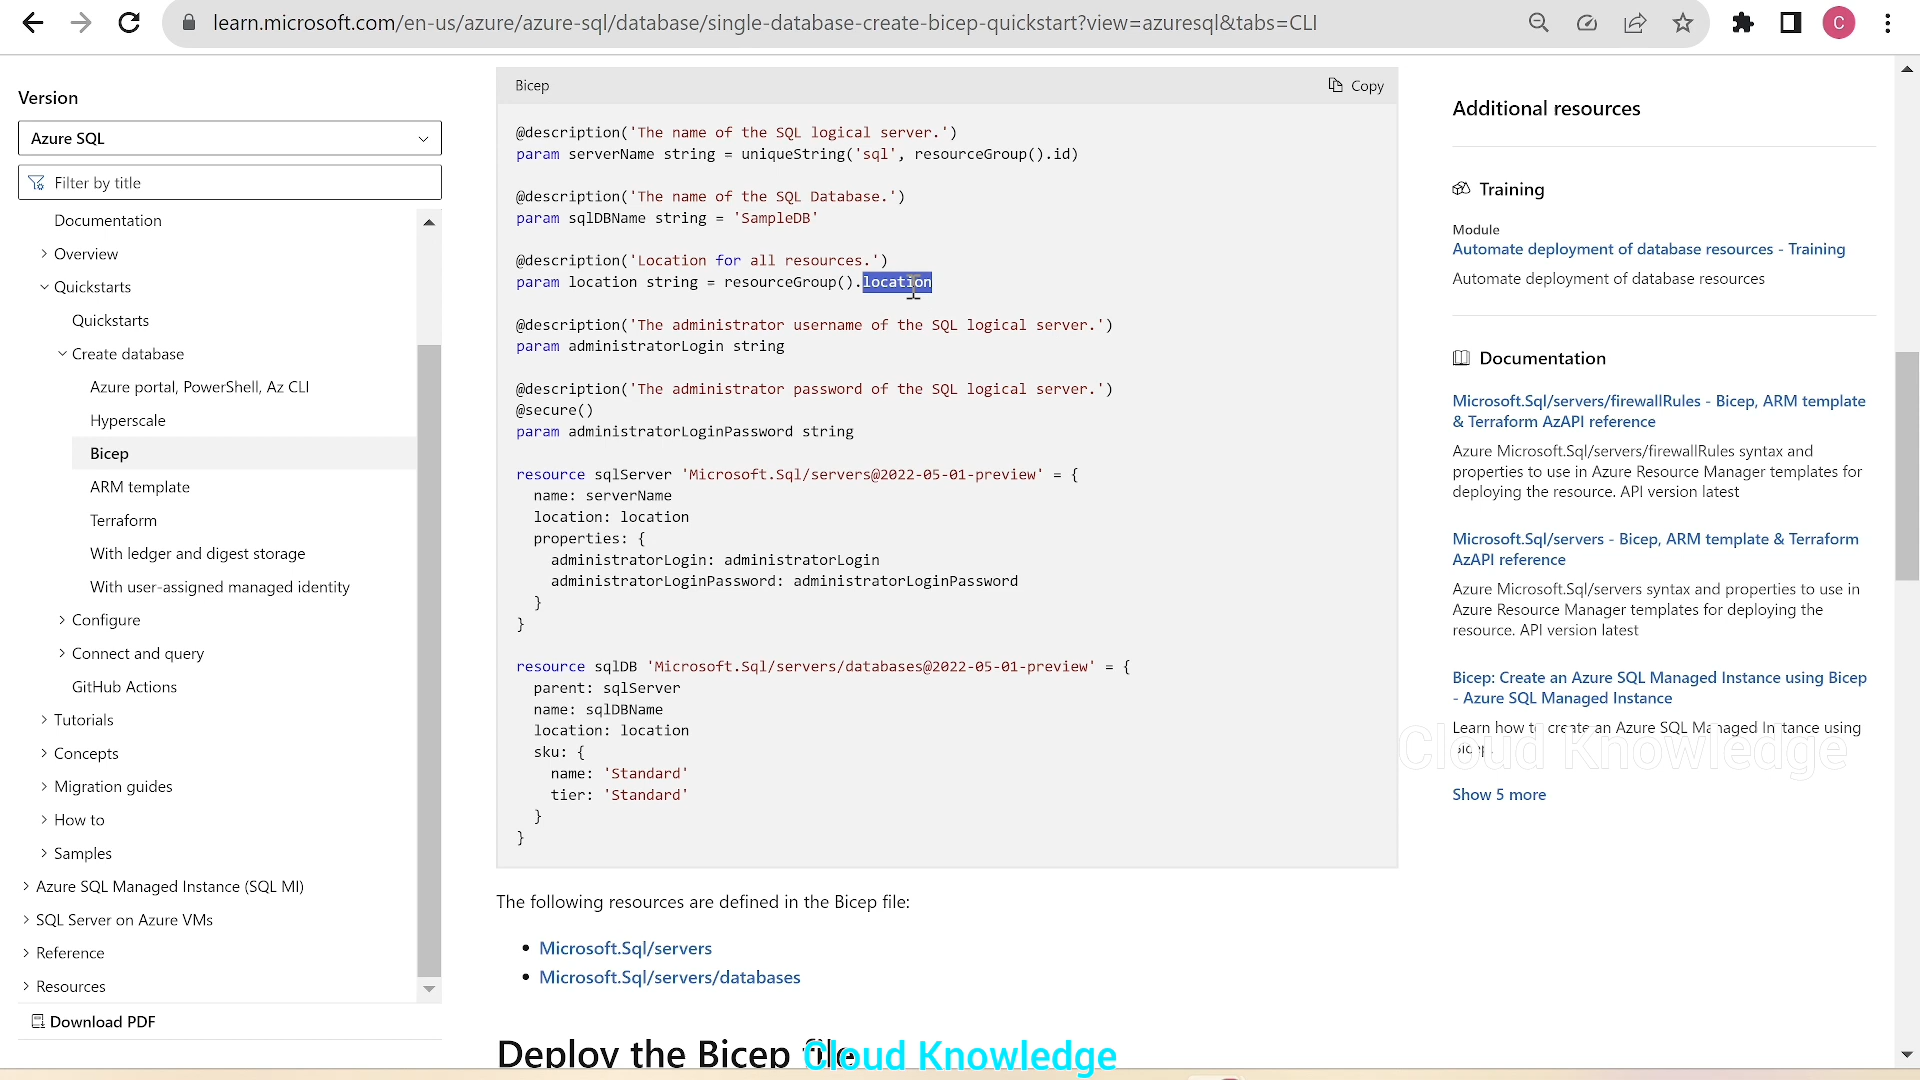 learn.microsoft.com/en-us/azure/azure-sql/database/single-database-create-bicep-quickstart?view=azuresql&tabs=CLI
C
Version
Azure SQL
Filter by title
Documentation
Overview
Quickstarts
Quickstarts
Create database
Azure portal, PowerShell, Az CLI
Hyperscale
Bicep
ARM template
Terraform
With ledger and digest storage
With user-assigned managed identity
Configure
Connect and query
GitHub Actions
Tutorials
Concepts
Migration guides
How to
Samples
Azure SQL Managed Instance (SQL MI)
SQL Server on Azure VMs
Reference
Resources
Download PDF
Bicep
Copy
@description('The name of the SQL logical server.')
param serverName string = uniqueString('sql', resourceGroup().id)
@description('The name of the SQL Database.')
param sqlDBName string = 'SampleDB'
@description('Location for all resources.')
param location string = resourceGroup().location
@description('The administrator username of the SQL logical server.')
param administratorLogin string
@description('The administrator password of the SQL logical server.')
@secure()
param administratorLoginPassword string
resource sqlServer 'Microsoft.Sql/servers@2022-05-01-preview' = {
name: serverName
location: location
properties: {
administratorLogin: administratorLogin
administratorLoginPassword: administratorLoginPassword
}
}
resource sqlDB 'Microsoft.Sql/servers/databases@2022-05-01-preview' = {
parent: sqlServer
name: sqlDBName
location: location
sku: {
name: 'Standard'
tier: 'Standard'
}
}
The following resources are defined in the Bicep file:
Microsoft.Sql/servers
Microsoft.Sql/servers/databases
Deploy the Bicep file
Cloud Knowledge
Additional resources
Training
Module
Automate deployment of database resources - Training
Automate deployment of database resources
Documentation
Microsoft.Sql/servers/firewallRules - Bicep, ARM template
& Terraform AzAPI reference
Azure Microsoft.Sql/servers/firewallRules syntax and
properties to use in Azure Resource Manager templates for
deploying the resource. API version latest
Microsoft.Sql/servers - Bicep, ARM template & Terraform
AzAPI reference
Azure Microsoft.Sql/servers syntax and properties to use in
Azure Resource Manager templates for deploying the
resource. API version latest
Bicep: Create an Azure SQL Managed Instance using Bicep
- Azure SQL Managed Instance
Learn how to create an Azure SQL Managed Instance using
Bicep.
Cloud Knowledge
Show 5 more